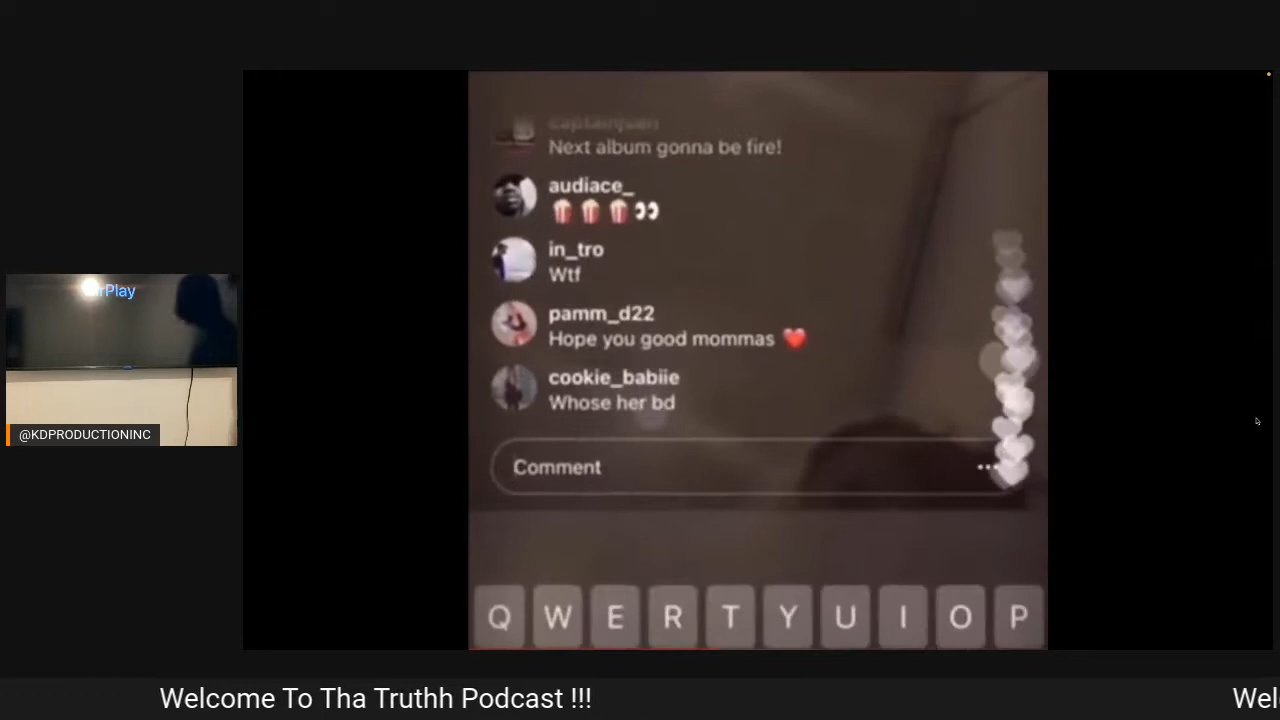 Next album gonna be fire!
audiace_
🍿🍿🍿👀
in_tro
Wtf
pamm_d22
Hope you good mommas ❤️
cookie_babiie
Whose her bd
Comment
Q W E R T Y U I O P
rPlay
@KDPRODUCTIONINC
Welcome To Tha Truthh Podcast !!!
Wel